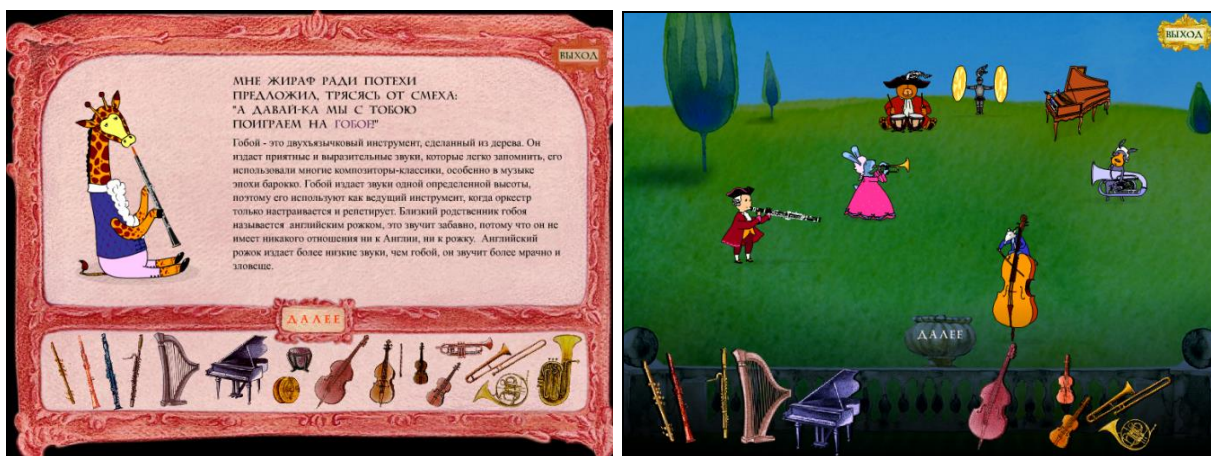 ВЫХОД
МНЕ ЖИРАФ РАДИ ПОТЕХИ
ПРЕДЛОЖИЛ, ТРЯСЯСЬ ОТ СМЕХА:
"А ДАВАЙ-КА МЫ С ТОБОЮ
ПОИГРАЕМ НА ГОБОЕ!"
Гобой - это двухъязычковый инструмент, сделанный из дерева. Он
издает приятные и выразительные звуки, которые легко запомнить, его
использовали многие композиторы-классики, особенно в музыке
эпохи барокко. Гобой издает звуки одной определенной высоты,
поэтому его используют как ведущий инструмент, когда оркестр
только настраивается и репетирует. Близкий родственник гобоя
называется английским рожком, это звучит забавно, потому что он не
имеет никакого отношения ни к Англии, ни к рожку. Английский
рожок издает более низкие звуки, чем гобой, он звучит более мрачно и
зловеще.
ДАЛЕЕ
ВЫХОД
ДАЛЕЕ